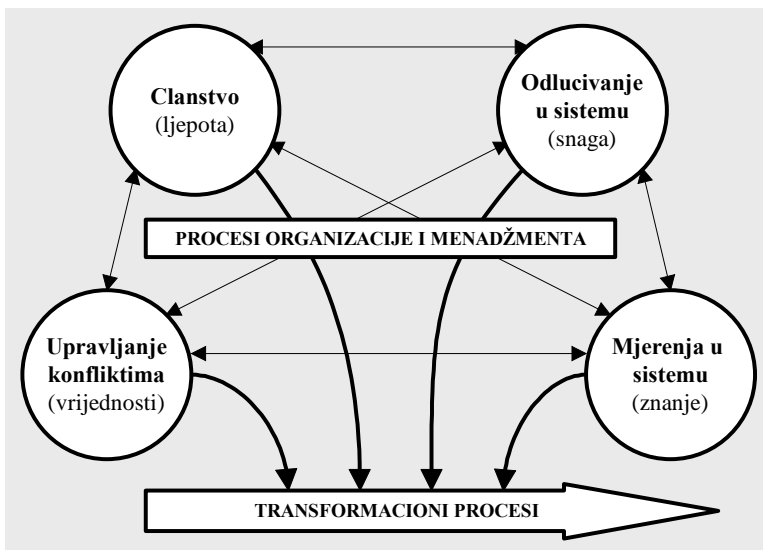 Clanstvo
(ljepota)
Odlucivanje
u sistemu
(snaga)
PROCESI ORGANIZACIJE I MENADŽMENTA
Upravljanje
konfliktima
(vrijednosti)
Mjerenja u
sistemu
(znanje)
TRANSFORMACIONI PROCESI